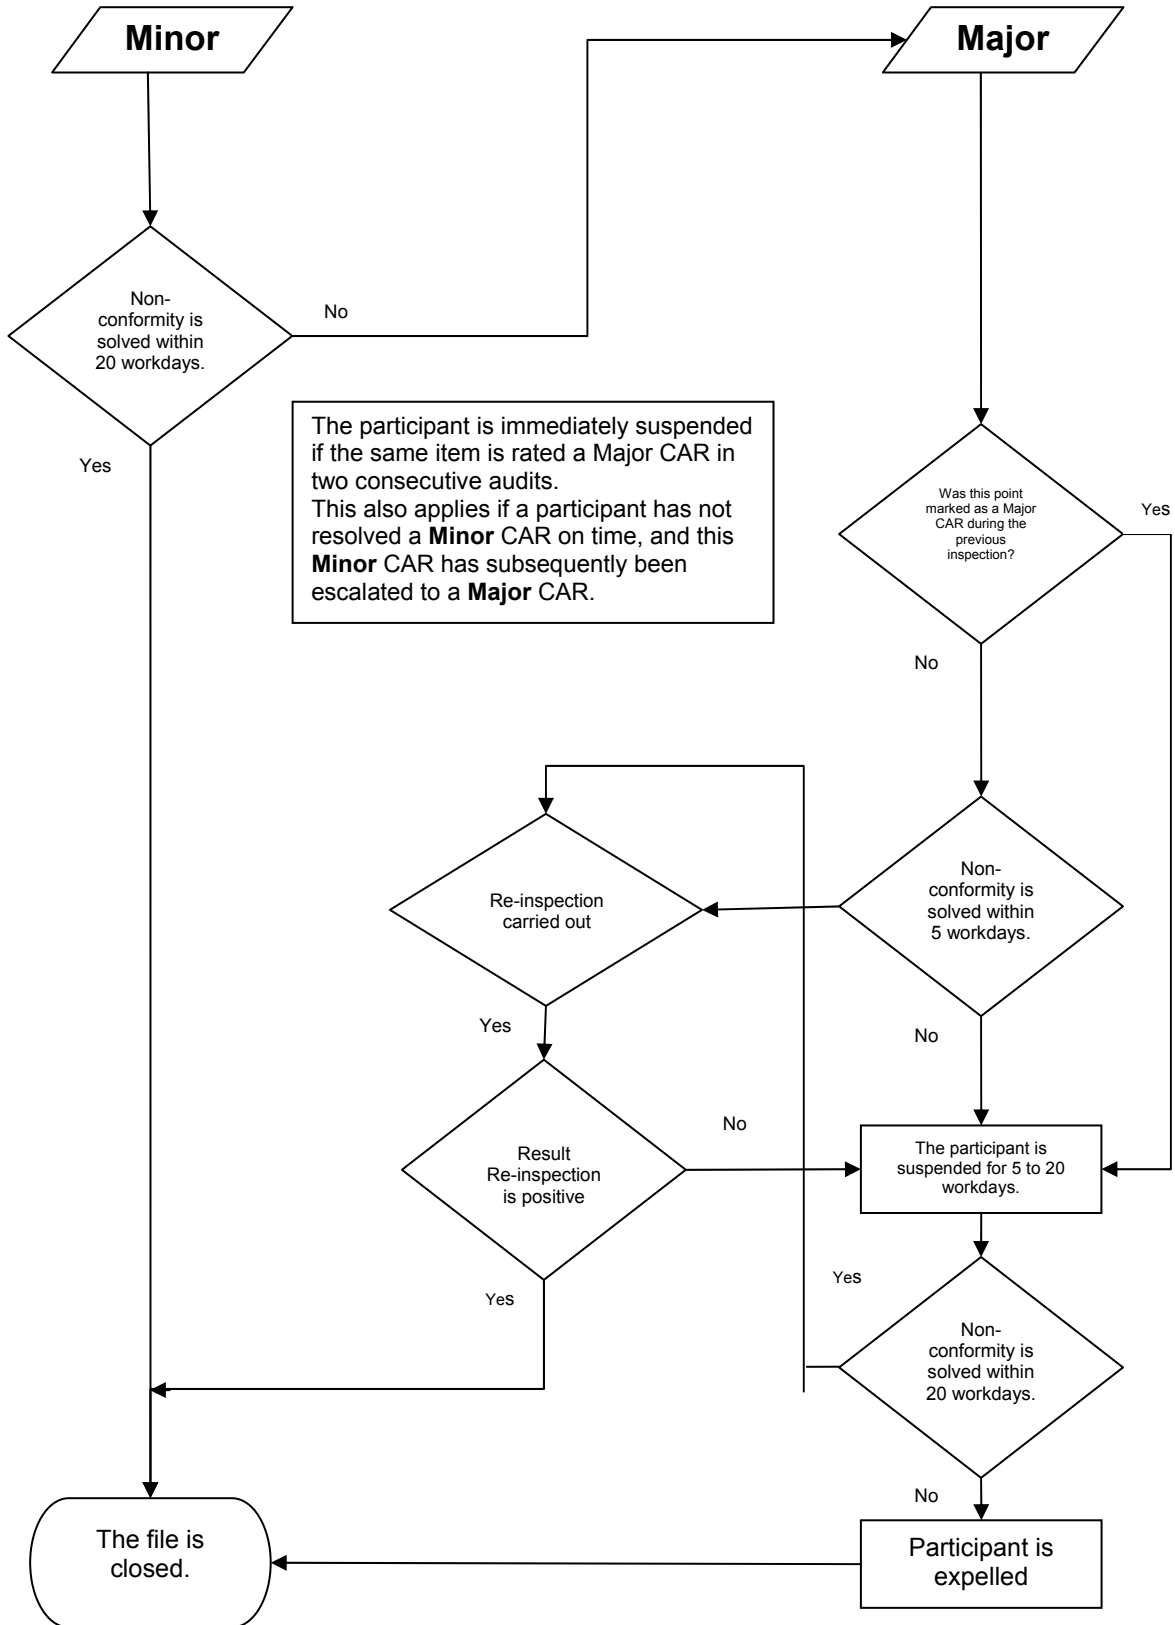 Minor
Major
Non-
conformity is
solved within
20 workdays.
No
Yes
The participant is immediately suspended
if the same item is rated a Major CAR in
two consecutive audits.
This also applies if a participant has not
resolved a Minor CAR on time, and this
Minor CAR has subsequently been
escalated to a Major CAR.
Was this point
marked as a Major
CAR during the
previous
inspection?
Yes
No
Re-inspection
carried out
Non-
conformity is
solved within
5 workdays.
Yes
No
Result
Re-inspection
is positive
No
The participant is
suspended for 5 to 20
workdays.
Yes
Yes
Non-
conformity is
solved within
20 workdays.
No
The file is
closed.
Participant is
expelled